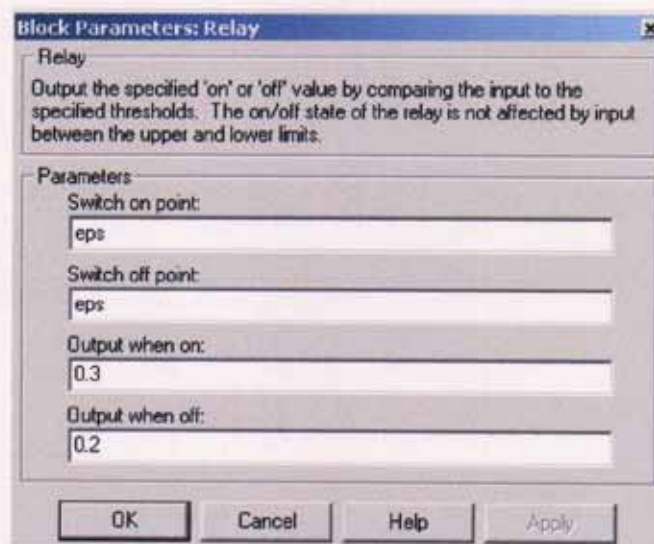 Block Parameters: Relay
Relay
Output the specified 'on' or 'off' value by comparing the input to the
specified thresholds. The on/off state of the relay is not affected by input
between the upper and lower limits.
Parameters
Switch on point:
eps
Switch off point:
eps
Output when on:
0.3
Output when off:
0.2
OK
Cancel
Help
Apply